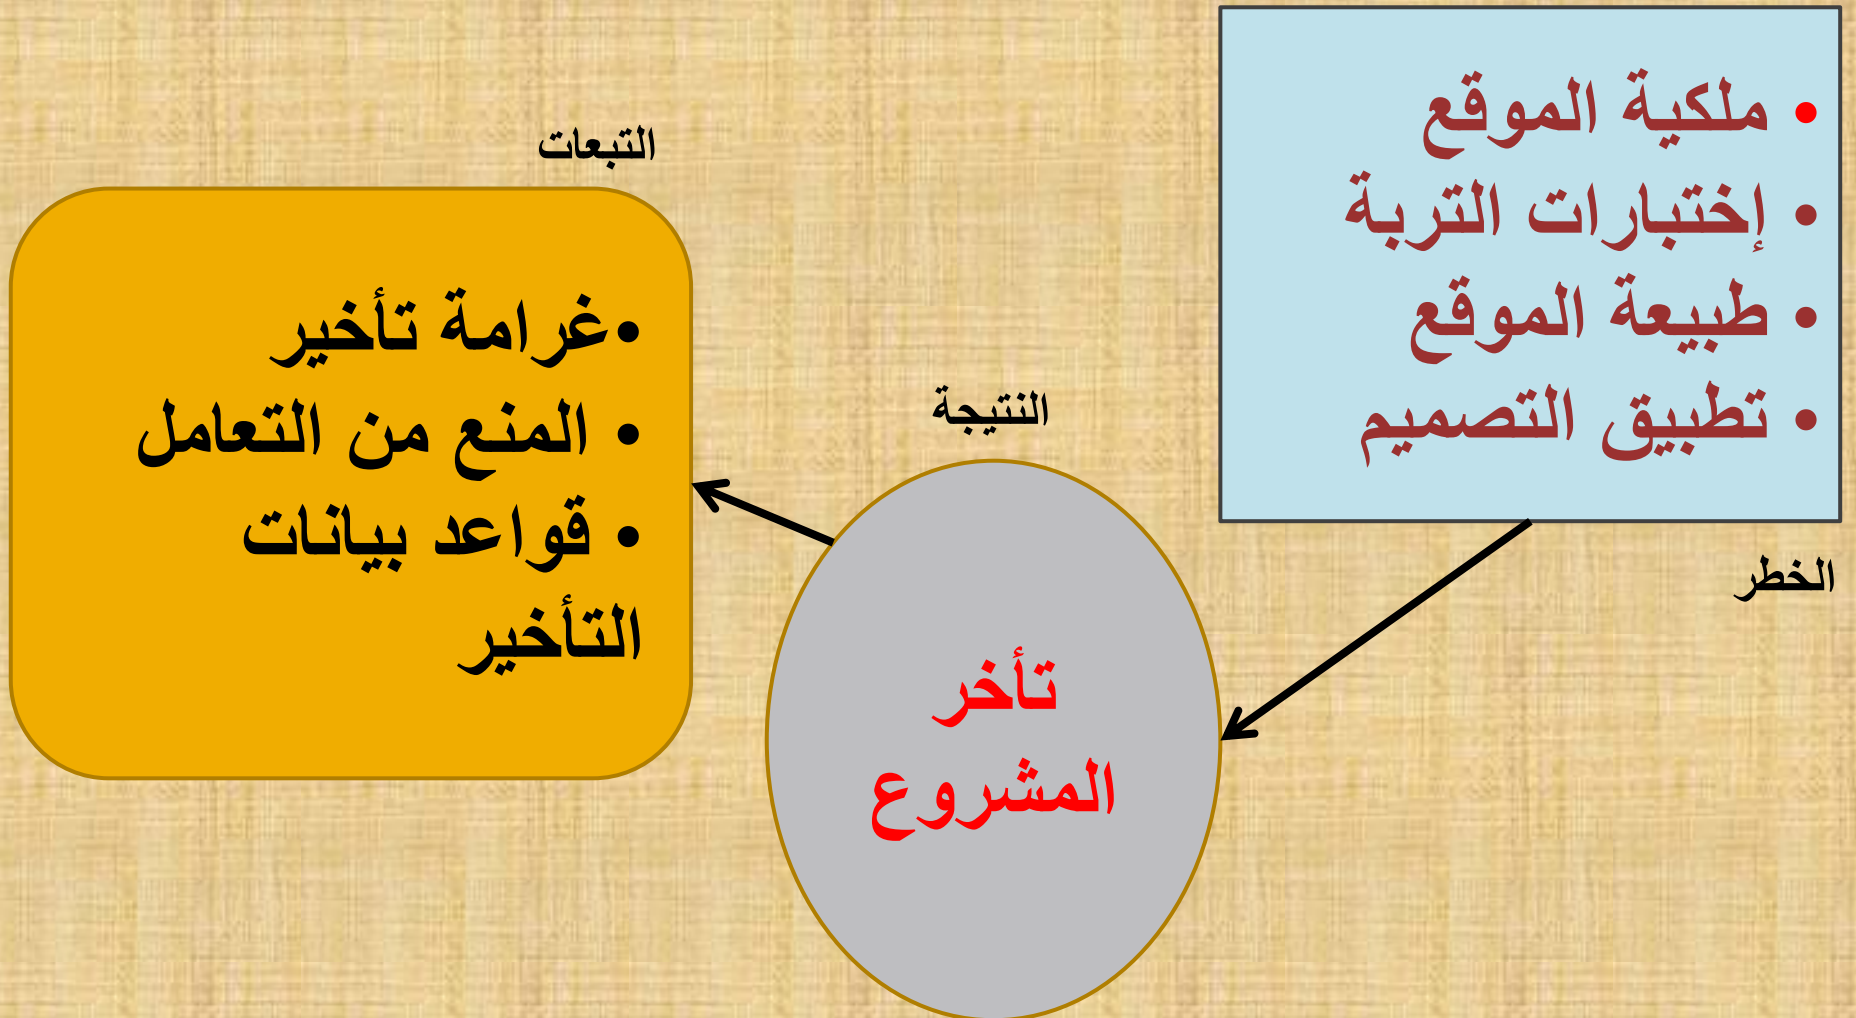 • ملكية الموقع
• إختبارات التربة
• طبيعة الموقع
• تطبيق التصميم
الخطر
النتيجة
تأخر
المشروع
التبعات
•غرامة تأخير
• المنع من التعامل
• قواعد بيانات
التأخير